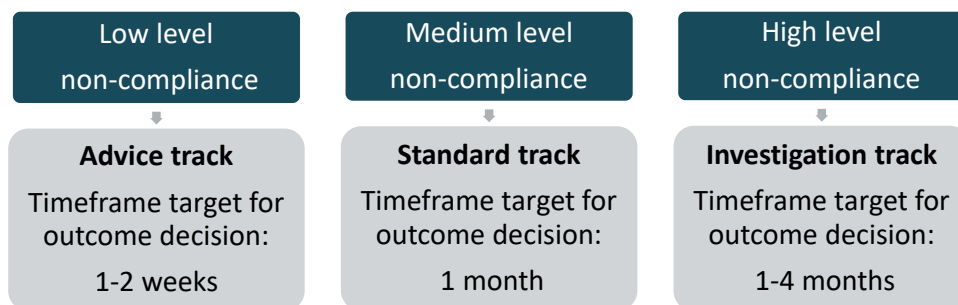 Low level
non-compliance
Advice track
Timeframe target for
outcome decision:
1-2 weeks
Medium level
non-compliance
Standard track
Timeframe target for
outcome decision:
1 month
High level
non-compliance
Investigation track
Timeframe target for
outcome decision:
1-4 months